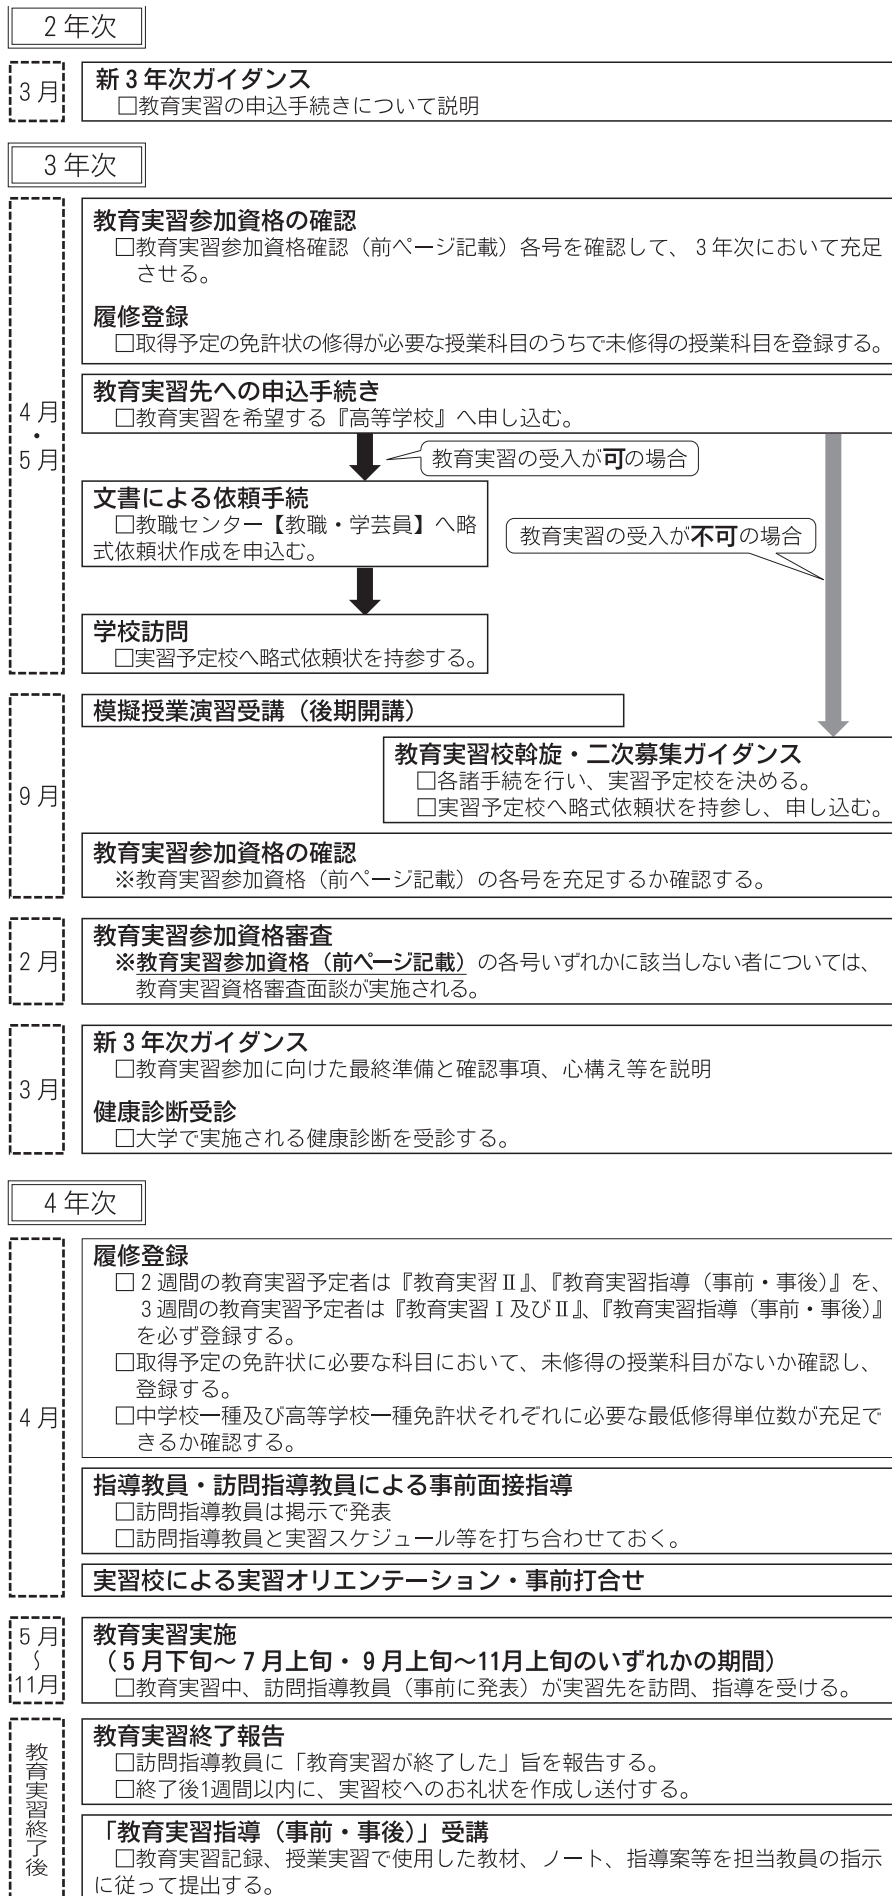 2年次
3月
新3年次ガイダンス
□教育実習の申込手続きについて説明
3年次
4月・5月
教育実習参加資格の確認
□教育実習参加資格確認（前ページ記載）各号を確認して、3年次において充足
させる。
履修登録
□取得予定の免許状の修得が必要な授業科目のうちで未修得の授業科目を登録する。
教育実習先への申込手続き
□教育実習を希望する『高等学校』へ申し込む。
教育実習の受入が可の場合
文書による依頼手続
□教職センター【教職・学芸員】へ略
式依頼状作成を申込む。
教育実習の受入が不可の場合
学校訪問
□実習予定校へ略式依頼状を持参する。
9月
模擬授業演習受講（後期開講）
教育実習校斡旋・二次募集ガイダンス
□各諸手続を行い、実習予定校を決める。
□実習予定校へ略式依頼状を持参し、申し込む。
教育実習参加資格の確認
※教育実習参加資格（前ページ記載）の各号を充足するか確認する。
2月
教育実習参加資格審査
※教育実習参加資格（前ページ記載）の各号いずれかに該当しない者については、
教育実習資格審査面談が実施される。
3月
新3年次ガイダンス
□教育実習参加に向けた最終準備と確認事項、心構え等を説明
健康診断受診
□大学で実施される健康診断を受診する。
4年次
4月
履修登録
□2週間の教育実習予定者は『教育実習Ⅱ』、『教育実習指導（事前・事後）』を、
3週間の教育実習予定者は『教育実習Ⅰ及びⅡ』、『教育実習指導（事前・事後）』
を必ず登録する。
□取得予定の免許状に必要な科目において、未修得の授業科目がないか確認し、
登録する。
□中学校一種及び高等学校一種免許状それぞれに必要な最低修得単位数が充足で
きるか確認する。
指導教員・訪問指導教員による事前面接指導
□訪問指導教員は掲示で発表
□訪問指導教員と実習スケジュール等を打ち合わせておく。
実習校による実習オリエンテーション・事前打合せ
5月～11月
教育実習実施
（5月下旬～7月上旬・9月上旬～11月上旬のいずれかの期間）
□教育実習中、訪問指導教員（事前に発表）が実習先を訪問、指導を受ける。
教育実習終了後
教育実習終了報告
□訪問指導教員に「教育実習が終了した」旨を報告する。
□終了後1週間以内に、実習校へのお礼状を作成し送付する。
「教育実習指導（事前・事後）」受講
□教育実習記録、授業実習で使用した教材、ノート、指導案等を担当教員の指示
に従って提出する。